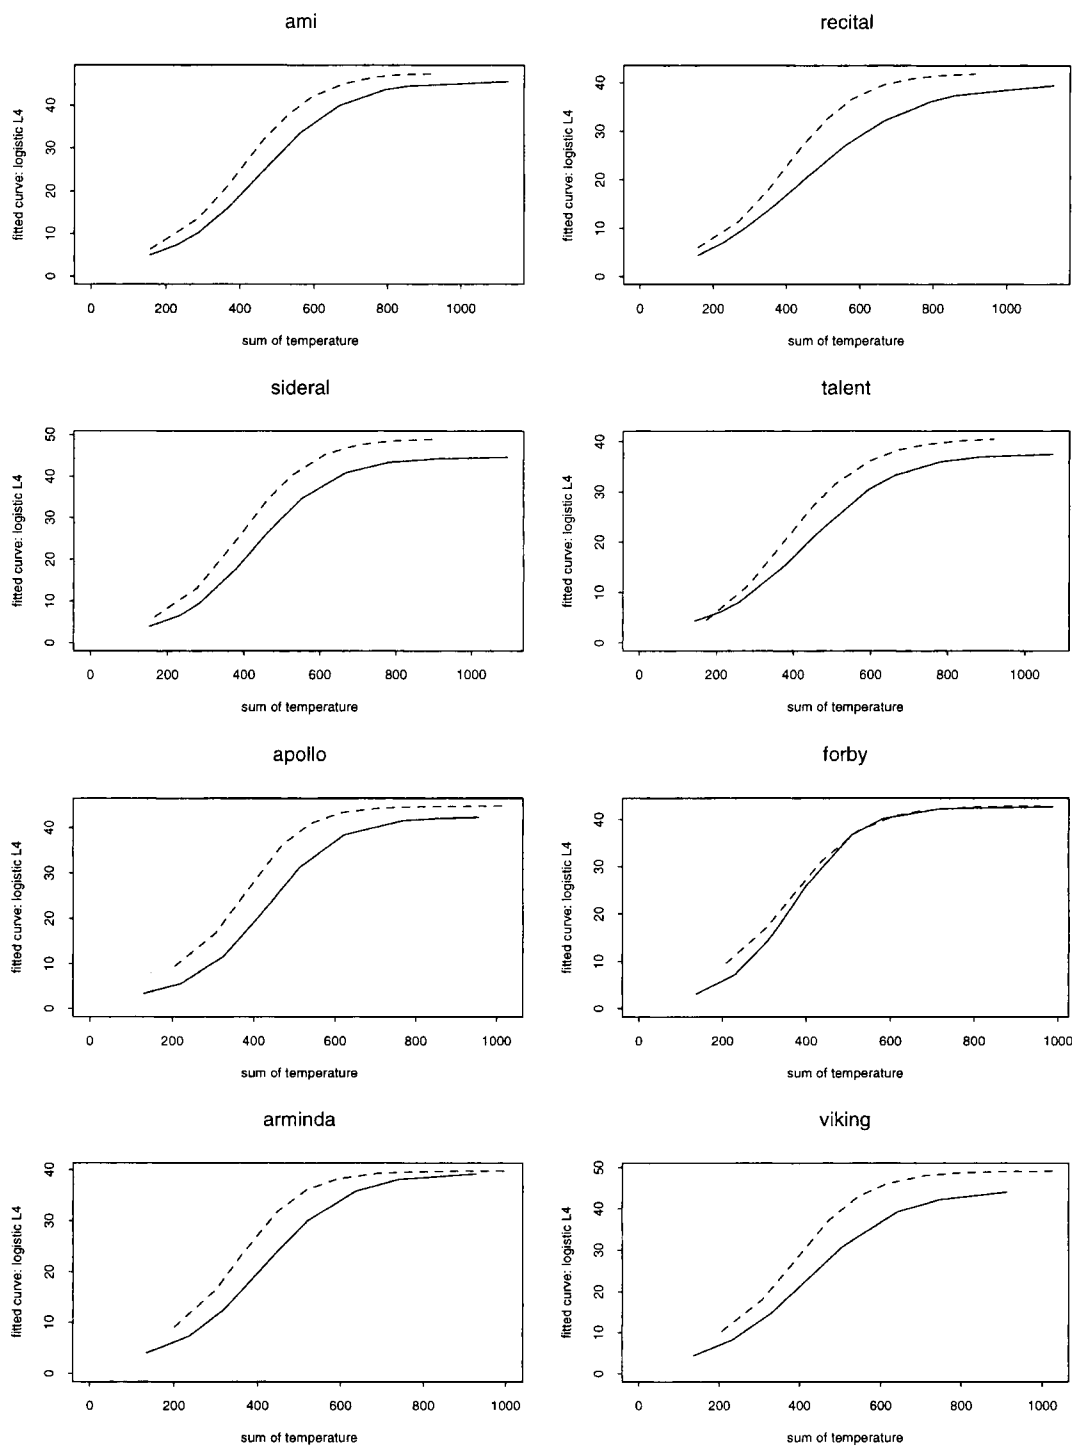 ami
fitted curve: logistic L4
0 10 20 30 40
0 200 400 600 800 1000
sum of temperature
recital
fitted curve: logistic L4
0 10 20 30 40
0 200 400 600 800 1000
sum of temperature
sideral
fitted curve: logistic L4
0 10 20 30 40 50
0 200 400 600 800 1000
sum of temperature
talent
fitted curve: logistic L4
0 10 20 30 40
0 200 400 600 800 1000
sum of temperature
apollo
fitted curve: logistic L4
0 10 20 30 40
0 200 400 600 800 1000
sum of temperature
forby
fitted curve: logistic L4
0 10 20 30 40
0 200 400 600 800 1000
sum of temperature
arminda
fitted curve: logistic L4
0 10 20 30 40
0 200 400 600 800 1000
sum of temperature
viking
fitted curve: logistic L4
0 10 20 30 40 50
0 200 400 600 800 1000
sum of temperature